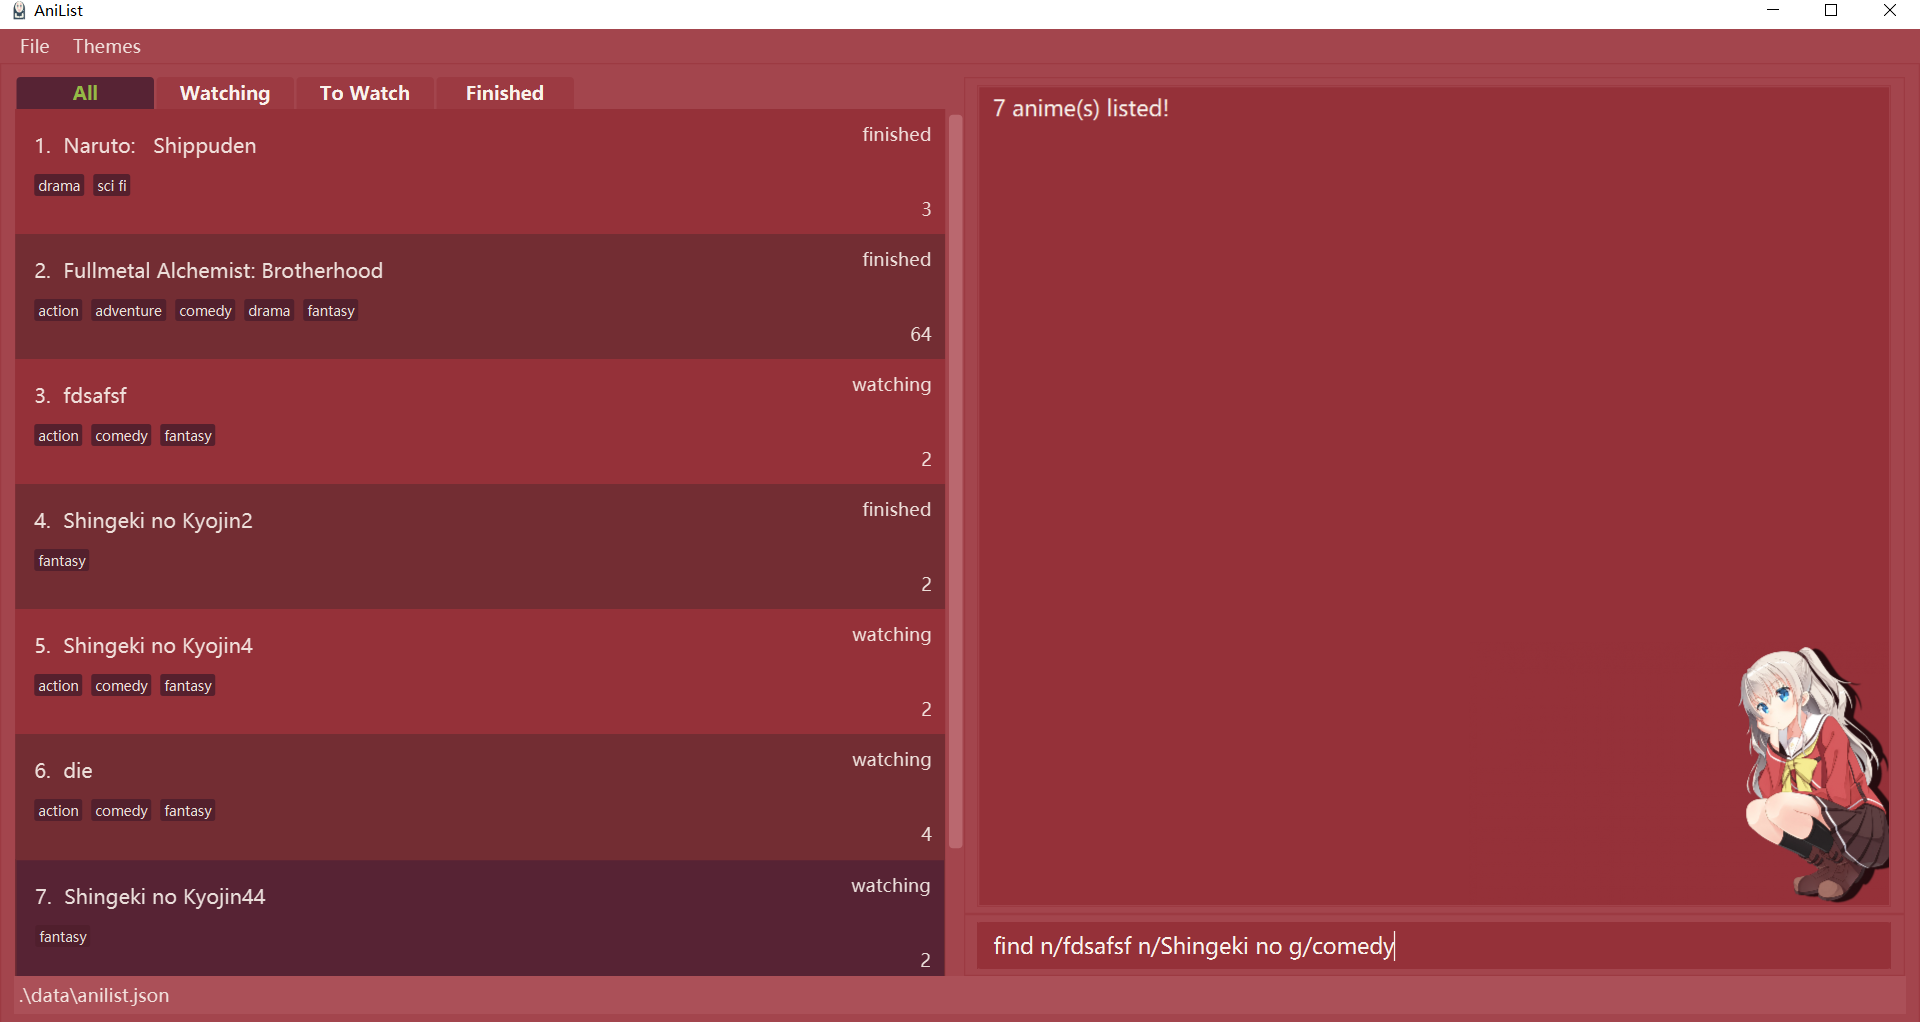 AniList
File Themes
All Watching To Watch Finished
1. Naruto: Shippuden
finished
drama sci fi
3
2. Fullmetal Alchemist: Brotherhood
finished
action adventure comedy drama fantasy
64
3. fdsafsf
watching
action comedy fantasy
2
4. Shingeki no Kyojin2
finished
fantasy
2
5. Shingeki no Kyojin4
watching
action comedy fantasy
2
6. die
watching
action comedy fantasy
4
7. Shingeki no Kyojin44
watching
fantasy
2
7 anime(s) listed!
find n/fdsafsf n/Shingeki no g/comedy
.\data\anilist.json